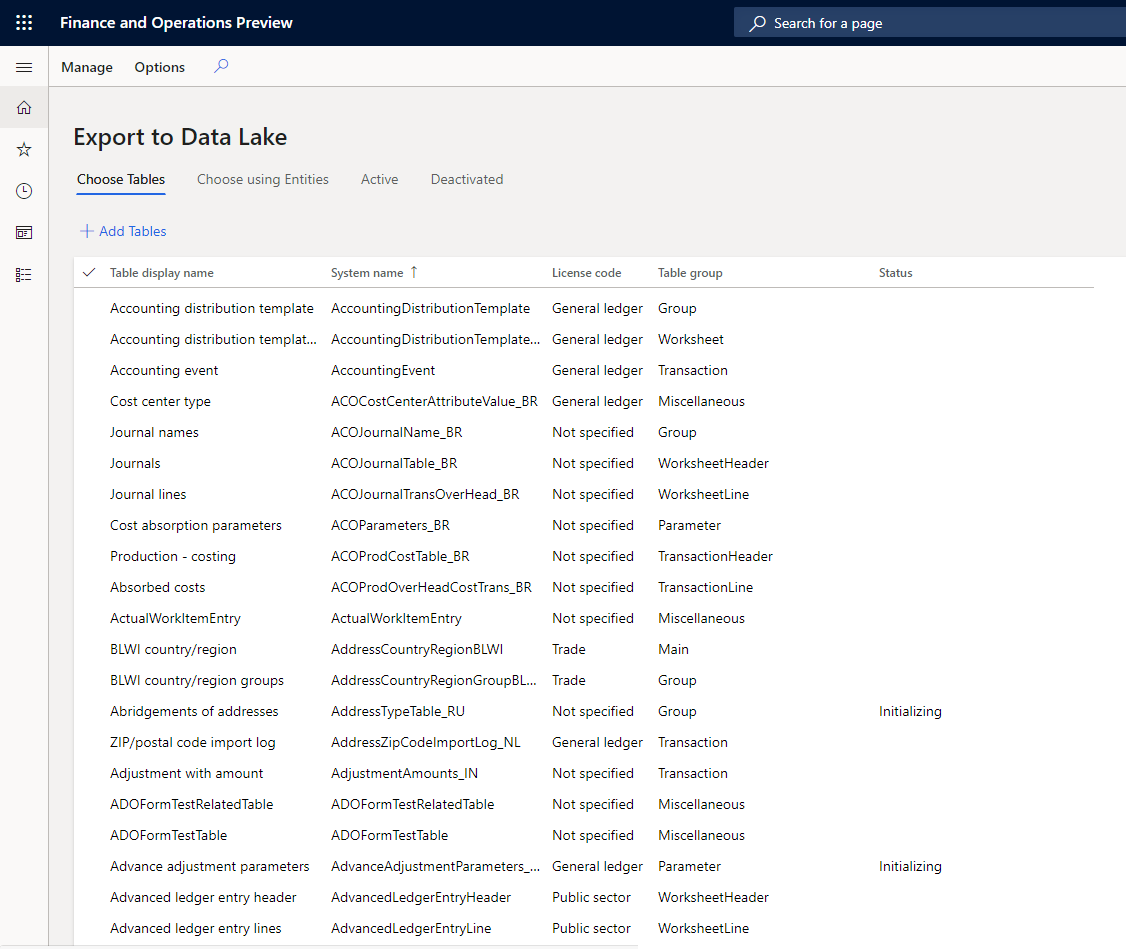 Finance and Operations Preview
Search for a page
Manage Options
Export to Data Lake
Choose Tables Choose using Entities Active Deactivated
Add Tables
Table display name System name License code Table group Status
Accounting distribution template AccountingDistributionTemplate General ledger Group
Accounting distribution templat... AccountingDistributionTemplate... General ledger Worksheet
Accounting event AccountingEvent General ledger Transaction
Cost center type ACOCostCenterAttributeValue_BR General ledger Miscellaneous
Journal names ACOJournalName_BR Not specified Group
Journals ACOJournalTable_BR Not specified WorksheetHeader
Journal lines ACOJournalTransOverHead_BR Not specified WorksheetLine
Cost absorption parameters ACOParameters_BR Not specified Parameter
Production - costing ACOProdCostTable_BR Not specified TransactionHeader
Absorbed costs ACOProdOverHeadCostTrans_BR Not specified TransactionLine
ActualWorkItemEntry ActualWorkItemEntry Not specified Miscellaneous
BLWI country/region AddressCountryRegionBLWI Trade Main
BLWI country/region groups AddressCountryRegionGroupBL... Trade Group
Abridgements of addresses AddressTypeTable_RU Not specified Group Initializing
ZIP/postal code import log AddressZipCodeImportLog_NL General ledger Transaction
Adjustment with amount AdjustmentAmounts_IN Not specified Transaction
ADOFormTestRelatedTable ADOFormTestRelatedTable Not specified Miscellaneous
ADOFormTestTable ADOFormTestTable Not specified Miscellaneous
Advance adjustment parameters AdvanceAdjustmentParameters_... General ledger Parameter Initializing
Advanced ledger entry header AdvancedLedgerEntryHeader Public sector WorksheetHeader
Advanced ledger entry lines AdvancedLedgerEntryLine Public sector WorksheetLine